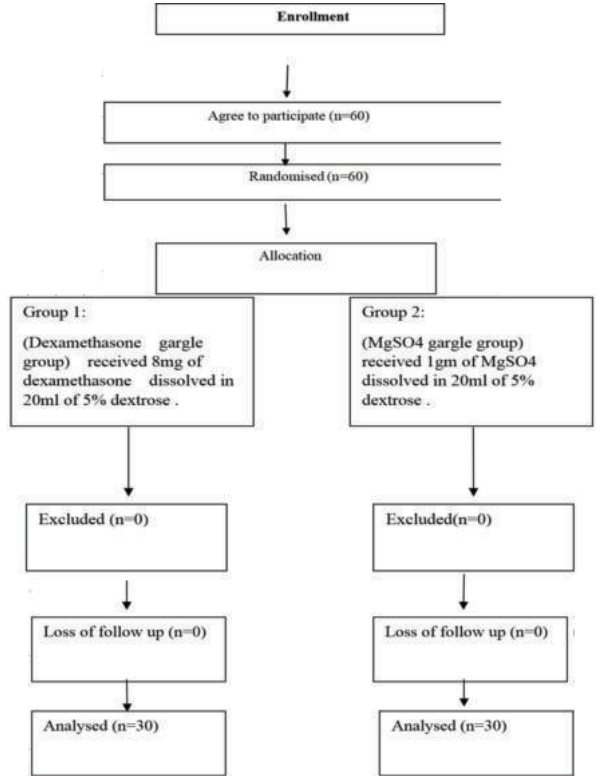 Enrollment
Agree to participate (n=60)
Randomised (n=60)
Allocation
Group 1:
(Dexamethasone gargle
group) received 8mg of
dexamethasone dissolved in
20ml of 5% dextrose .
Group 2:
(MgSO4 gargle group)
received 1gm of MgSO4
dissolved in 20ml of 5%
dextrose .
Excluded (n=0)
Excluded(n=0)
Loss of follow up (n=0)
Loss of follow up (n=0)
Analysed (n=30)
Analysed (n=30)